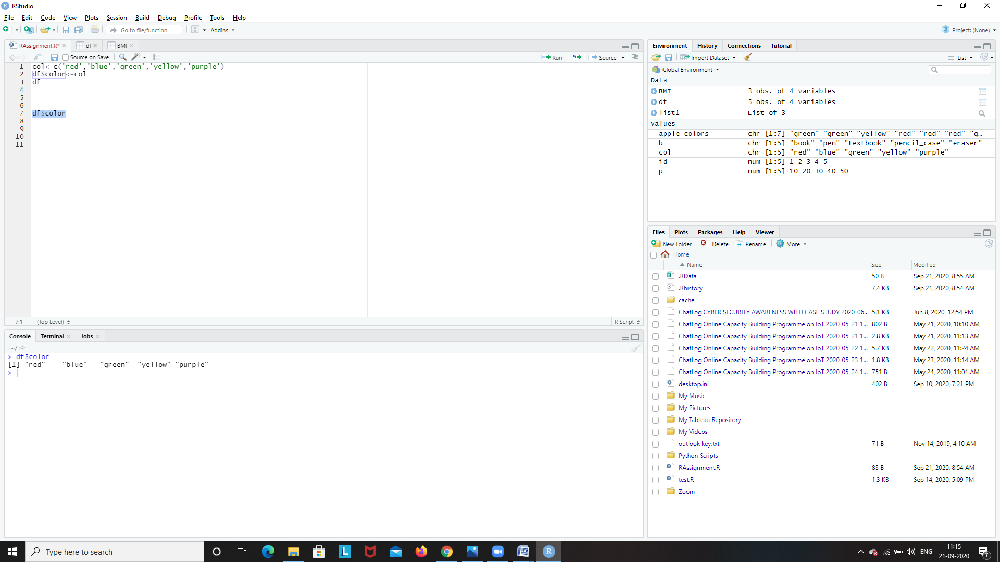 RStudio
File Edit Code View Plots Session Build Debug Profile Tools Help
Go to file/function Addins Project: (None)
RAssignment.R* df BMI
Source on Save Run Source
1 col<-c('red','blue','green','yellow','purple')
2 df$color<-col
3 df
4
5
6
7 df$color
8
9
10
11
7:1 (Top Level) R Script
Console Terminal Jobs
~/
> df$color
[1] "red"    "blue"   "green"  "yellow" "purple"
>
Environment History Connections Tutorial
Import Dataset List
Global Environment
Data
BMI 3 obs. of 4 variables
df 5 obs. of 4 variables
list1 List of 3
Values
apple_colors chr [1:7] "green" "green" "yellow" "red" "red" "red" "g…
b chr [1:5] "book" "pen" "textbook" "pencil_case" "eraser"
col chr [1:5] "red" "blue" "green" "yellow" "purple"
id num [1:5] 1 2 3 4 5
p num [1:5] 10 20 30 40 50
Files Plots Packages Help Viewer
New Folder Delete Rename More
Home ...
Name Size Modified
.RData 50 B Sep 21, 2020, 8:55 AM
.Rhistory 7.4 KB Sep 21, 2020, 8:54 AM
cache
ChatLog CYBER SECURITY AWARENESS WITH CASE STUDY 2020_06... 5.1 KB Jun 8, 2020, 12:54 PM
ChatLog Online Capacity Building Programme on IoT 2020_05_21 1... 802 B May 21, 2020, 10:10 AM
ChatLog Online Capacity Building Programme on IoT 2020_05_21 1... 2.8 KB May 21, 2020, 11:13 AM
ChatLog Online Capacity Building Programme on IoT 2020_05_22 1... 5.7 KB May 22, 2020, 11:24 AM
ChatLog Online Capacity Building Programme on IoT 2020_05_23 1... 1.8 KB May 23, 2020, 11:14 AM
ChatLog Online Capacity Building Programme on IoT 2020_05_24 1... 751 B May 24, 2020, 11:01 AM
desktop.ini 402 B Sep 10, 2020, 7:21 PM
My Music
My Pictures
My Tableau Repository
My Videos
outlook key.txt 71 B Nov 14, 2019, 4:10 AM
Python Scripts
RAssignment.R 83 B Sep 21, 2020, 8:54 AM
test.R 1.3 KB Sep 14, 2020, 5:09 PM
Zoom
Type here to search
ENG
11:15
21-09-2020
7